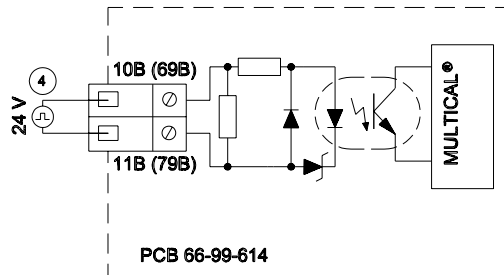 10B (69B)
4
24 V
11B (79B)
MULTICAL®
PCB 66-99-614